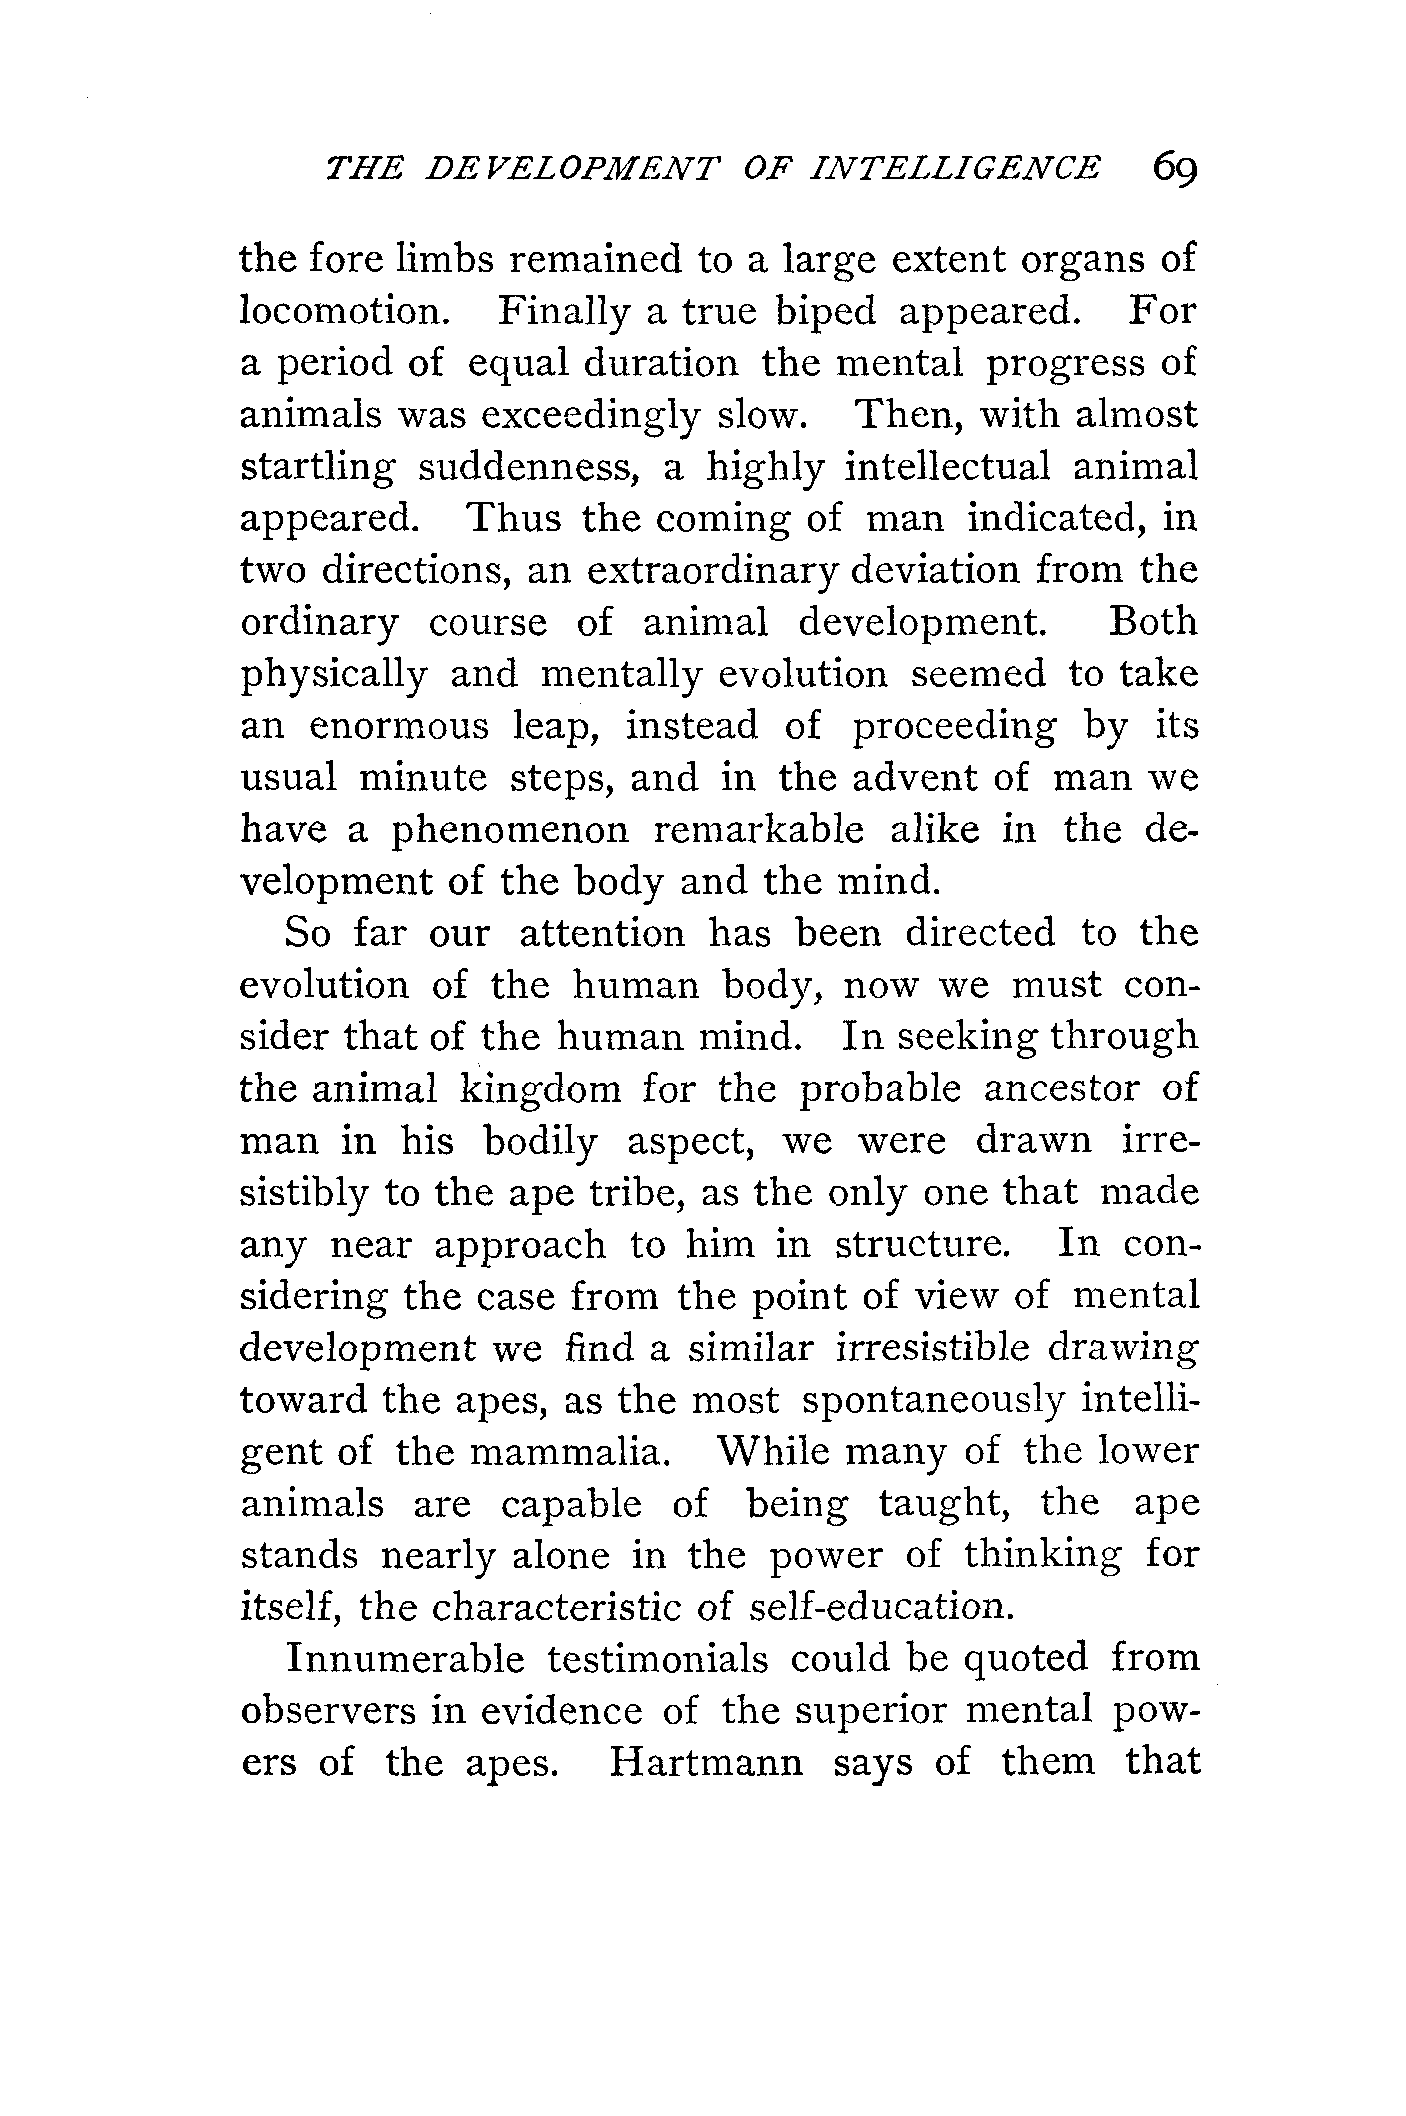 THE DEVELOPMENT OF INTELLIGENCE 69
the fore limbs remained to a large extent organs of
locomotion. Finally a true biped appeared. For
a period of equal duration the mental progress of
animals was exceedingly slow. Then, with almost
startling suddenness, a highly intellectual animal
appeared. Thus the coming of man indicated, in
two directions, an extraordinary deviation from the
ordinary course of animal development. Both
physically and mentally evolution seemed to take
an enormous leap, instead of proceeding by its
usual minute steps, and in the advent of man we
have a phenomenon remarkable alike in the de-
velopment of the body and the mind.
So far our attention has been directed to the
evolution of the human body, now we must con-
sider that of the human mind. In seeking through
the animal kingdom for the probable ancestor of
man in his bodily aspect, we were drawn irre-
sistibly to the ape tribe, as the only one that made
any near approach to him in structure. In con-
sidering the case from the point of view of mental
development we find a similar irresistible drawing
toward the apes, as the most spontaneously intelli-
gent of the mammalia. While many of the lower
animals are capable of being taught, the ape
stands nearly alone in the power of thinking for
itself, the characteristic of self-education.
Innumerable testimonials could be quoted from
observers in evidence of the superior mental pow-
ers of the apes. Hartmann says of them that